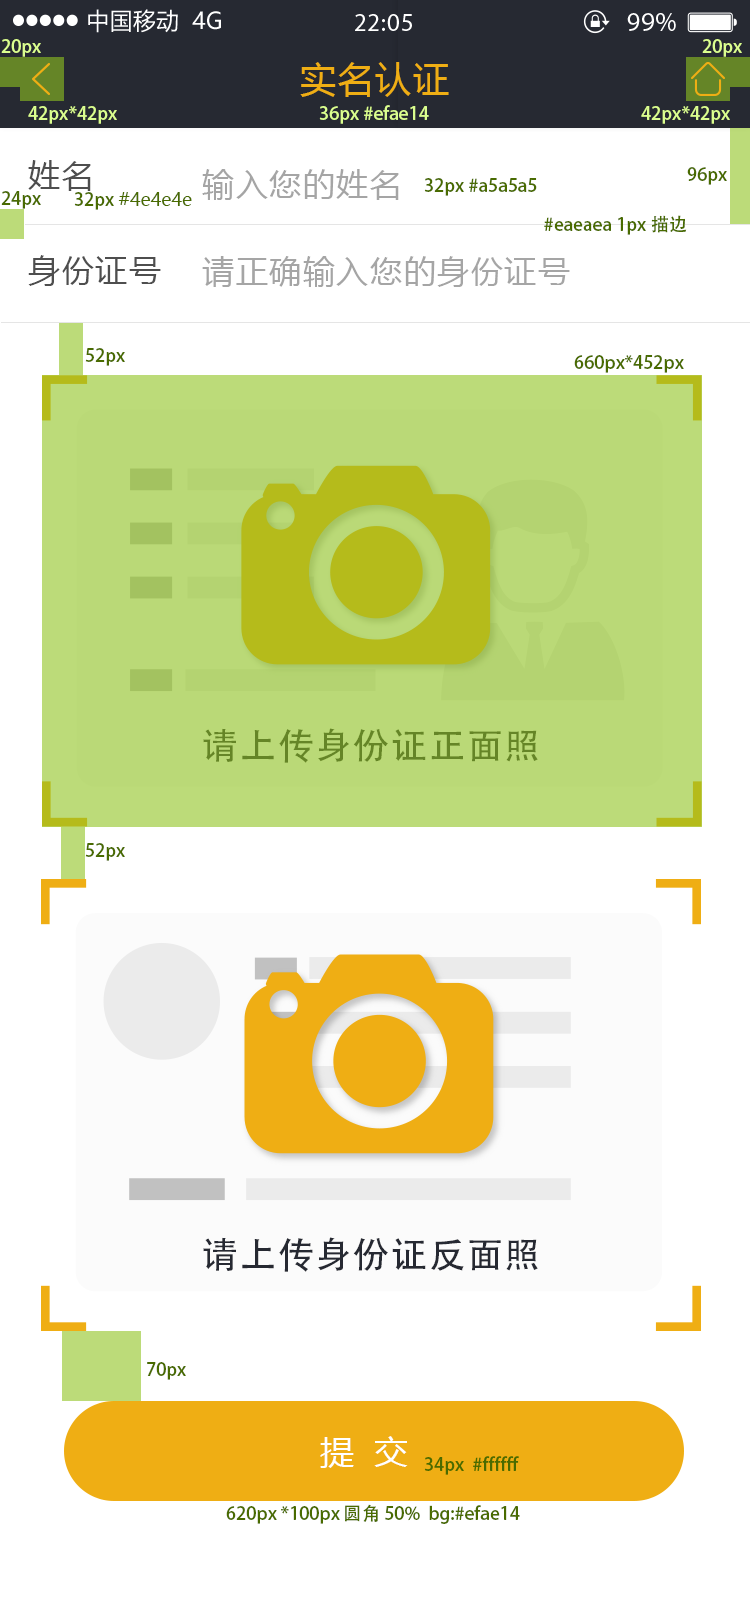 中国移动 4G 22:05 99%
20px 20px
实名认证
42px*42px 36px #efae14 42px*42px
姓名 输入您的姓名 32px #a5a5a5 96px
24px 32px #4e4e4e
#eaeaea 1px 描边
身份证号 请正确输入您的身份证号
52px 660px*452px
请上传身份证正面照
52px
请上传身份证反面照
70px
提 交 34px #ffffff
620px *100px 圆角 50% bg:#efae14